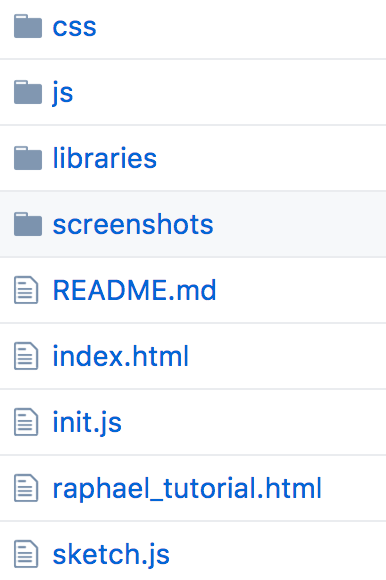 css
js
libraries
screenshots
README.md
index.html
init.js
raphael_tutorial.html
sketch.js